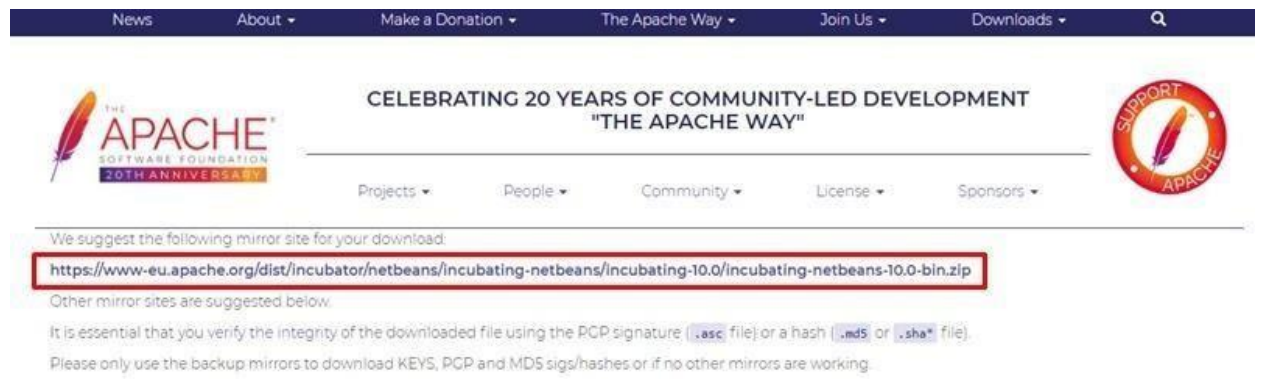 News About Make a Donation The Apache Way Join Us Downloads
THE
APACHE®
SOFTWARE FOUNDATION
20TH ANNIVERSARY
CELEBRATING 20 YEARS OF COMMUNITY-LED DEVELOPMENT
"THE APACHE WAY"
SUPPORT
APACHE
Projects People Community License Sponsors
We suggest the following mirror site for your download:
https://www-eu.apache.org/dist/incubator/netbeans/incubating-netbeans/incubating-10.0/incubating-netbeans-10.0-bin.zip
Other mirror sites are suggested below.
It is essential that you verify the integrity of the downloaded file using the PGP signature ( .asc file) or a hash ( .md5 or .sha* file).
Please only use the backup mirrors to download KEYS, PGP and MD5 sigs/hashes or if no other mirrors are working.